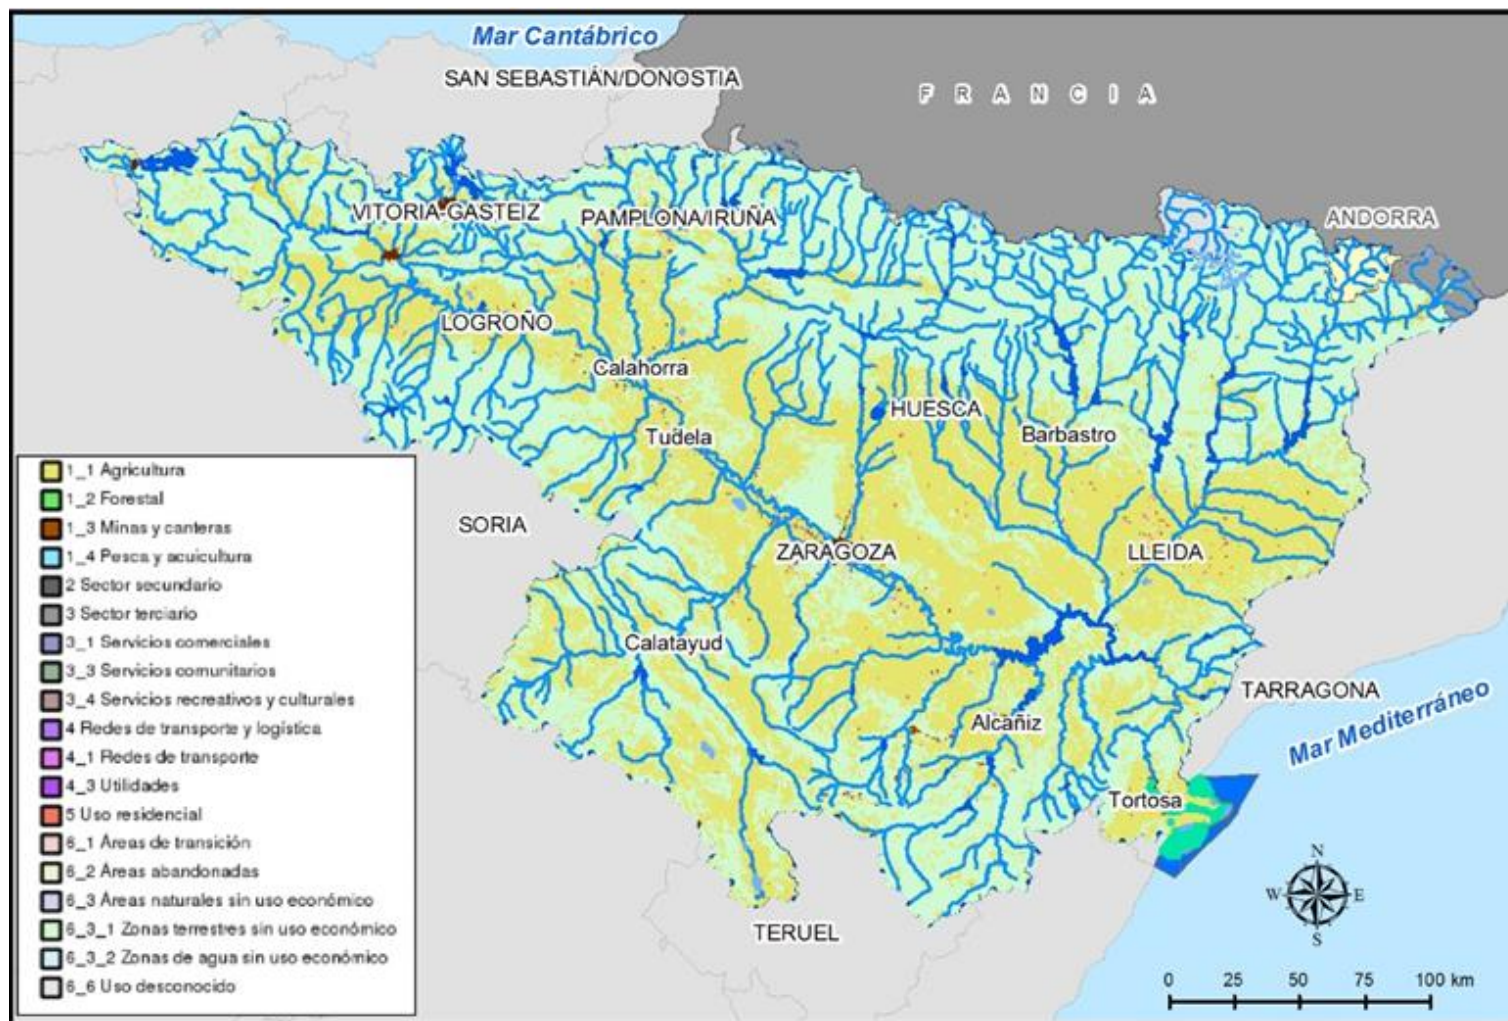 Mar Cantábrico
SAN SEBASTIÁN/DONOSTIA
F R A N C I A
VITORIA-GASTEIZ
PAMPLONA/IRUÑA
ANDORRA
LOGROÑO
Calahorra
HUESCA
Tudela
Barbastro
SORIA
ZARAGOZA
LLEIDA
Calatayud
TARRAGONA
Alcañiz
Mar Mediterráneo
Tortosa
TERUEL
1_1 Agricultura
1_2 Forestal
1_3 Minas y canteras
1_4 Pesca y acuicultura
2 Sector secundario
3 Sector terciario
3_1 Servicios comerciales
3_3 Servicios comunitarios
3_4 Servicios recreativos y culturales
4 Redes de transporte y logística
4_1 Redes de transporte
4_3 Utilidades
5 Uso residencial
6_1 Áreas de transición
6_2 Áreas abandonadas
6_3 Áreas naturales sin uso económico
6_3_1 Zonas terrestres sin uso económico
6_3_2 Zonas de agua sin uso económico
6_6 Uso desconocido
N
W E
S
0 25 50 75 100 km